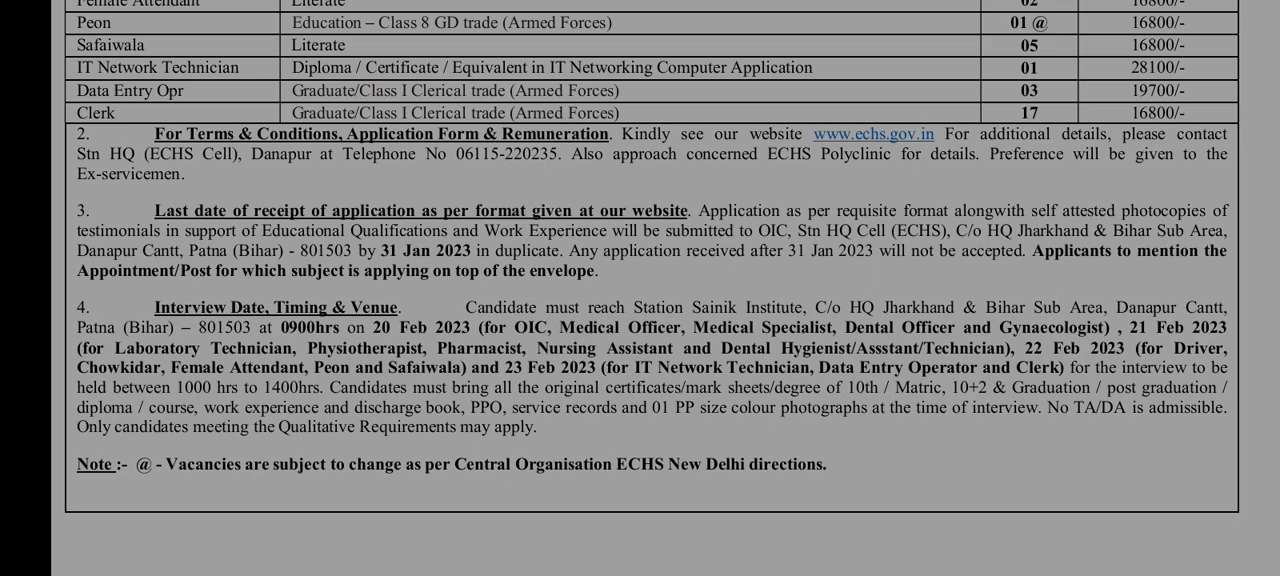 Female Attendant Literate 02 16800/-
Peon Education – Class 8 GD trade (Armed Forces) 01 @ 16800/-
Safaiwala Literate 05 16800/-
IT Network Technician Diploma / Certificate / Equivalent in IT Networking Computer Application 01 28100/-
Data Entry Opr Graduate/Class I Clerical trade (Armed Forces) 03 19700/-
Clerk Graduate/Class I Clerical trade (Armed Forces) 17 16800/-
2. For Terms & Conditions, Application Form & Remuneration. Kindly see our website www.echs.gov.in For additional details, please contact
Stn HQ (ECHS Cell), Danapur at Telephone No 06115-220235. Also approach concerned ECHS Polyclinic for details. Preference will be given to the
Ex-servicemen.
3. Last date of receipt of application as per format given at our website. Application as per requisite format alongwith self attested photocopies of
testimonials in support of Educational Qualifications and Work Experience will be submitted to OIC, Stn HQ Cell (ECHS), C/o HQ Jharkhand & Bihar Sub Area,
Danapur Cantt, Patna (Bihar) - 801503 by 31 Jan 2023 in duplicate. Any application received after 31 Jan 2023 will not be accepted. Applicants to mention the
Appointment/Post for which subject is applying on top of the envelope.
4. Interview Date, Timing & Venue. Candidate must reach Station Sainik Institute, C/o HQ Jharkhand & Bihar Sub Area, Danapur Cantt,
Patna (Bihar) – 801503 at 0900hrs on 20 Feb 2023 (for OIC, Medical Officer, Medical Specialist, Dental Officer and Gynaecologist) , 21 Feb 2023
(for Laboratory Technician, Physiotherapist, Pharmacist, Nursing Assistant and Dental Hygienist/Assstant/Technician), 22 Feb 2023 (for Driver,
Chowkidar, Female Attendant, Peon and Safaiwala) and 23 Feb 2023 (for IT Network Technician, Data Entry Operator and Clerk) for the interview to be
held between 1000 hrs to 1400hrs. Candidates must bring all the original certificates/mark sheets/degree of 10th / Matric, 10+2 & Graduation / post graduation /
diploma / course, work experience and discharge book, PPO, service records and 01 PP size colour photographs at the time of interview. No TA/DA is admissible.
Only candidates meeting the Qualitative Requirements may apply.
Note :- @ - Vacancies are subject to change as per Central Organisation ECHS New Delhi directions.